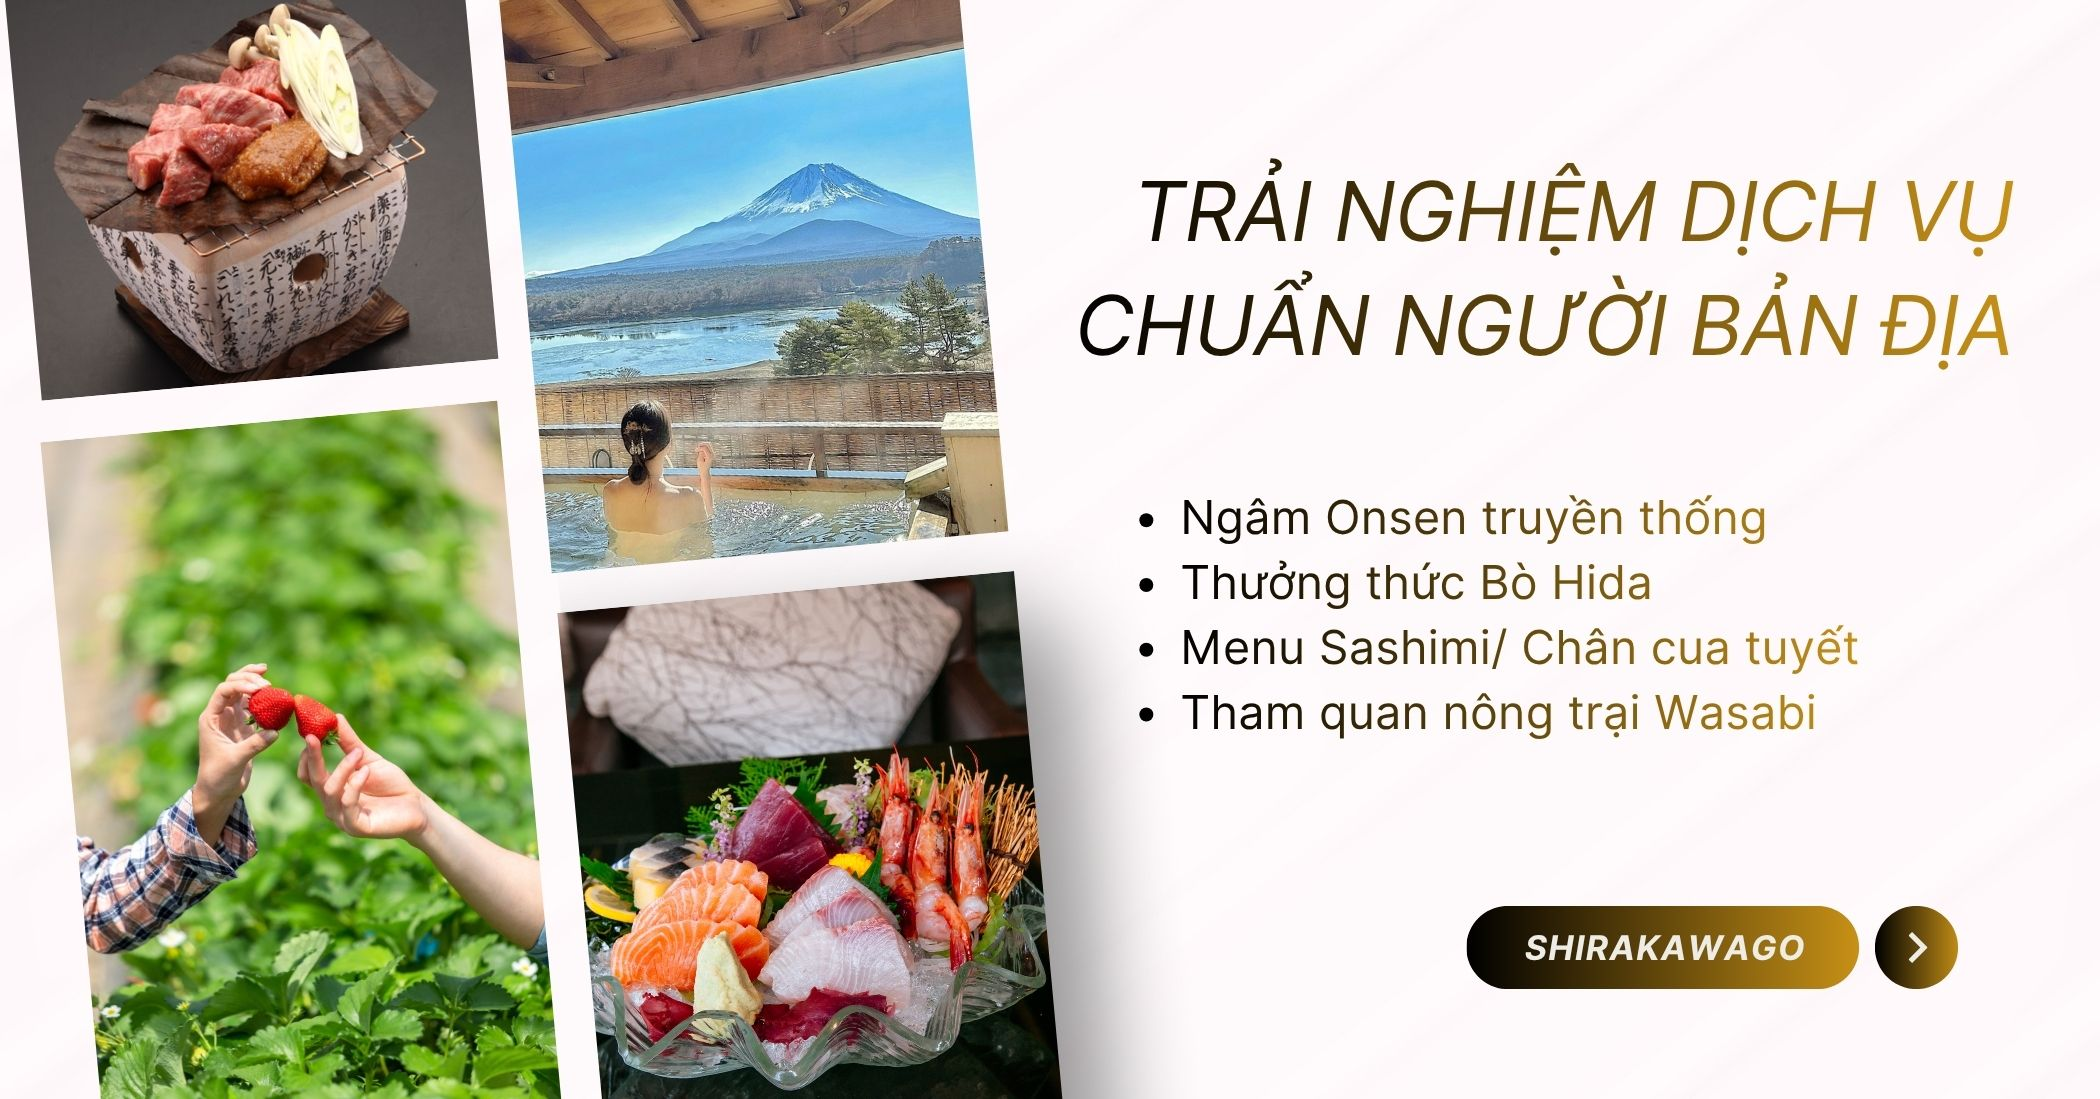 TRẢI NGHIỆM DỊCH VỤ
CHUẨN NGƯỜI BẢN ĐỊA
• Ngâm Onsen truyền thống
• Thưởng thức Bò Hida
• Menu Sashimi/ Chân cua tuyết
• Tham quan nông trại Wasabi
SHIRAKAWAGO